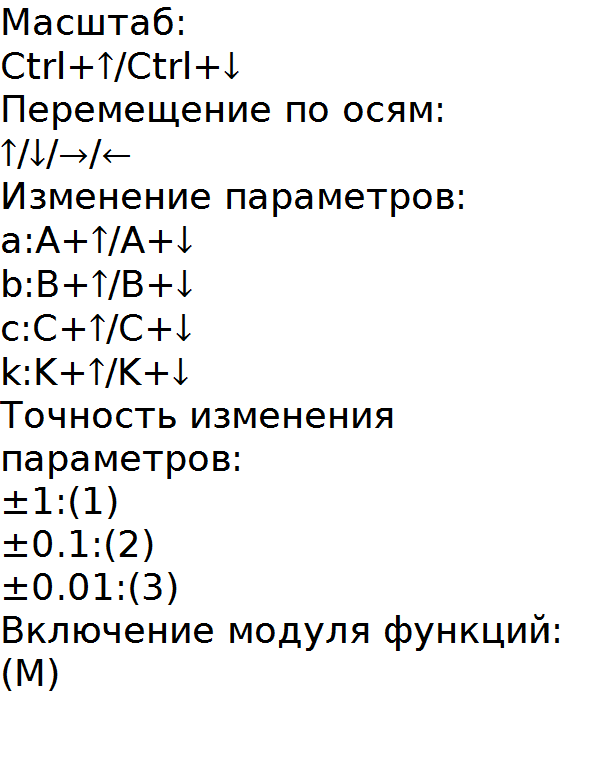 Масштаб:
Ctrl+↑/Ctrl+↓
Перемещение по осям:
↑/↓/→/←
Изменение параметров:
a:A+↑/A+↓
b:B+↑/B+↓
c:C+↑/C+↓
k:K+↑/K+↓
Точность изменения
параметров:
±1:(1)
±0.1:(2)
±0.01:(3)
Включение модуля функций:
(M)